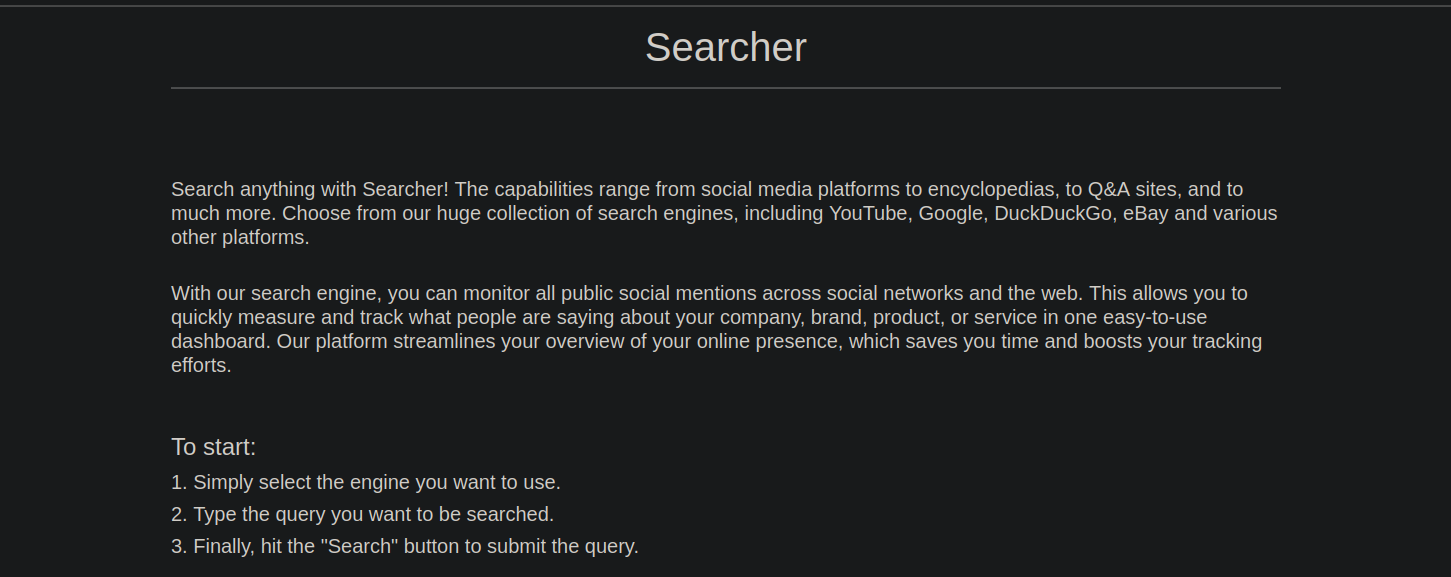 Searcher
Search anything with Searcher! The capabilities range from social media platforms to encyclopedias, to Q&A sites, and to
much more. Choose from our huge collection of search engines, including YouTube, Google, DuckDuckGo, eBay and various
other platforms.
With our search engine, you can monitor all public social mentions across social networks and the web. This allows you to
quickly measure and track what people are saying about your company, brand, product, or service in one easy-to-use
dashboard. Our platform streamlines your overview of your online presence, which saves you time and boosts your tracking
efforts.
To start:
1. Simply select the engine you want to use.
2. Type the query you want to be searched.
3. Finally, hit the "Search" button to submit the query.